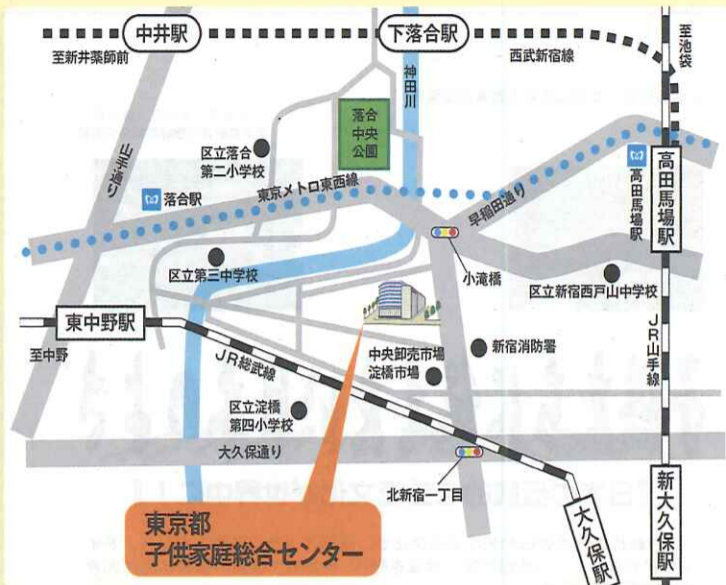 中井駅
下落合駅
至新井薬師前
西武新宿線
至池袋
神田川
落合
中央
公園
山手通り
区立落合
第二小学校
落合駅
東京メトロ東西線
早稲田通り
高田馬場駅
高田馬場駅
小滝橋
区立第三中学校
区立新宿西戸山中学校
東中野駅
至中野
JR総武線
中央卸売市場
淀橋市場
新宿消防署
JR山手線
区立淀橋
第四小学校
大久保通り
北新宿一丁目
大久保駅
新大久保駅
東京都
子供家庭総合センター